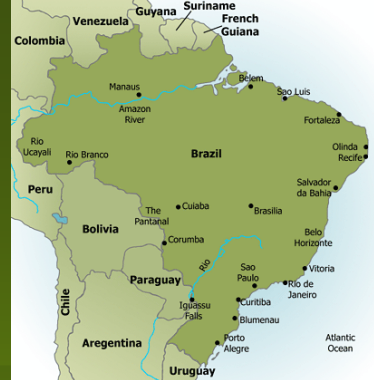 Guyana
Suriname
Venezuela
French
Guiana
Colombia
Manaus
Belem
Sao Luis
Amazon
River
Fortaleza
Rio
Ucayali
Rio Branco
Brazil
Olinda
Recife
Peru
Salvador
da Bahia
The
Pantanal
Cuiaba
Brasilia
Bolivia
Corumba
Belo
Horizonte
Rio
Sao
Paulo
Vitoria
Paraguay
Rio de
Janeiro
Chile
Iguassu
Falls
Curitiba
Blumenau
Aregentina
Porto
Alegre
Atlantic
Ocean
Uruguay